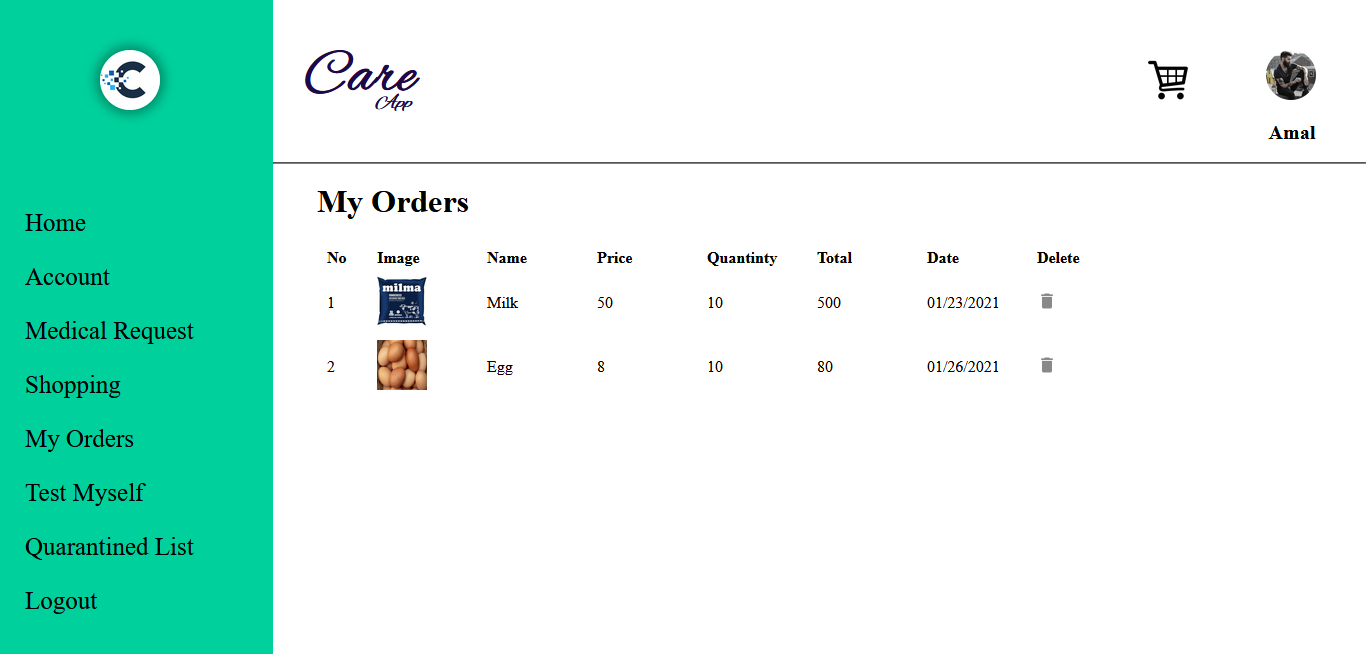 Care
CApp
Amal
Home
Account
Medical Request
Shopping
My Orders
Test Myself
Quarantined List
Logout
My Orders
No Image Name Price Quantinty Total Date Delete
1 milma Milk 50 10 500 01/23/2021
2 Egg 8 10 80 01/26/2021